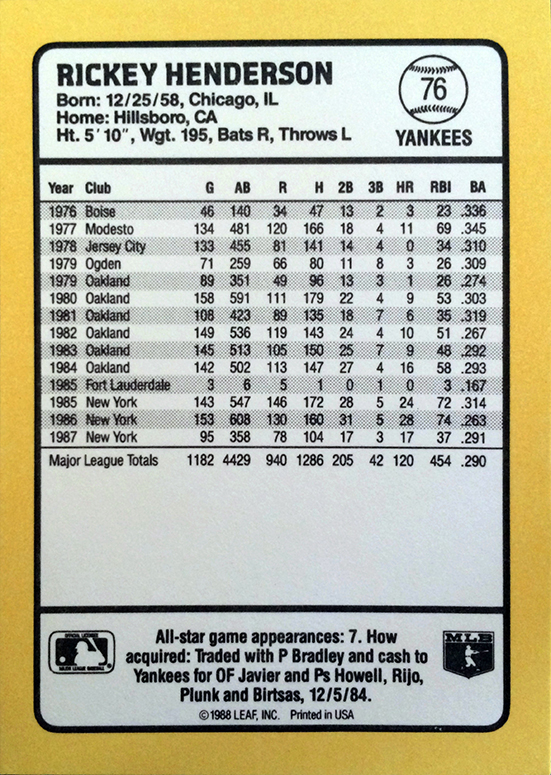 RICKEY HENDERSON
Born: 12/25/58, Chicago, IL
Home: Hillsboro, CA
Ht. 5'10", Wgt. 195, Bats R, Throws L
76
YANKEES
Year Club G AB R H 2B 3B HR RBI BA
1976 Boise 46 140 34 47 13 2 3 23 .336
1977 Modesto 134 481 120 166 18 4 11 69 .345
1978 Jersey City 133 455 81 141 14 4 0 34 .310
1979 Ogden 71 259 66 80 11 8 3 26 .309
1979 Oakland 89 351 49 96 13 3 1 26 .274
1980 Oakland 158 591 111 179 22 4 9 53 .303
1981 Oakland 108 423 89 135 18 7 6 35 .319
1982 Oakland 149 536 119 143 24 4 10 51 .267
1983 Oakland 145 513 105 150 25 7 9 48 .292
1984 Oakland 142 502 113 147 27 4 16 58 .293
1985 Fort Lauderdale 3 6 5 1 0 1 0 3 .167
1985 New York 143 547 146 172 28 5 24 72 .314
1986 New York 153 608 130 160 31 5 28 74 .263
1987 New York 95 358 78 104 17 3 17 37 .291
Major League Totals 1182 4429 940 1286 205 42 120 454 .290
OFFICIAL LICENSEE
MAJOR LEAGUE BASEBALL
All-star game appearances: 7. How
acquired: Traded with P Bradley and cash to
Yankees for OF Javier and Ps Howell, Rijo,
Plunk and Birtsas, 12/5/84.
MLB
©1988 LEAF, INC. Printed in USA